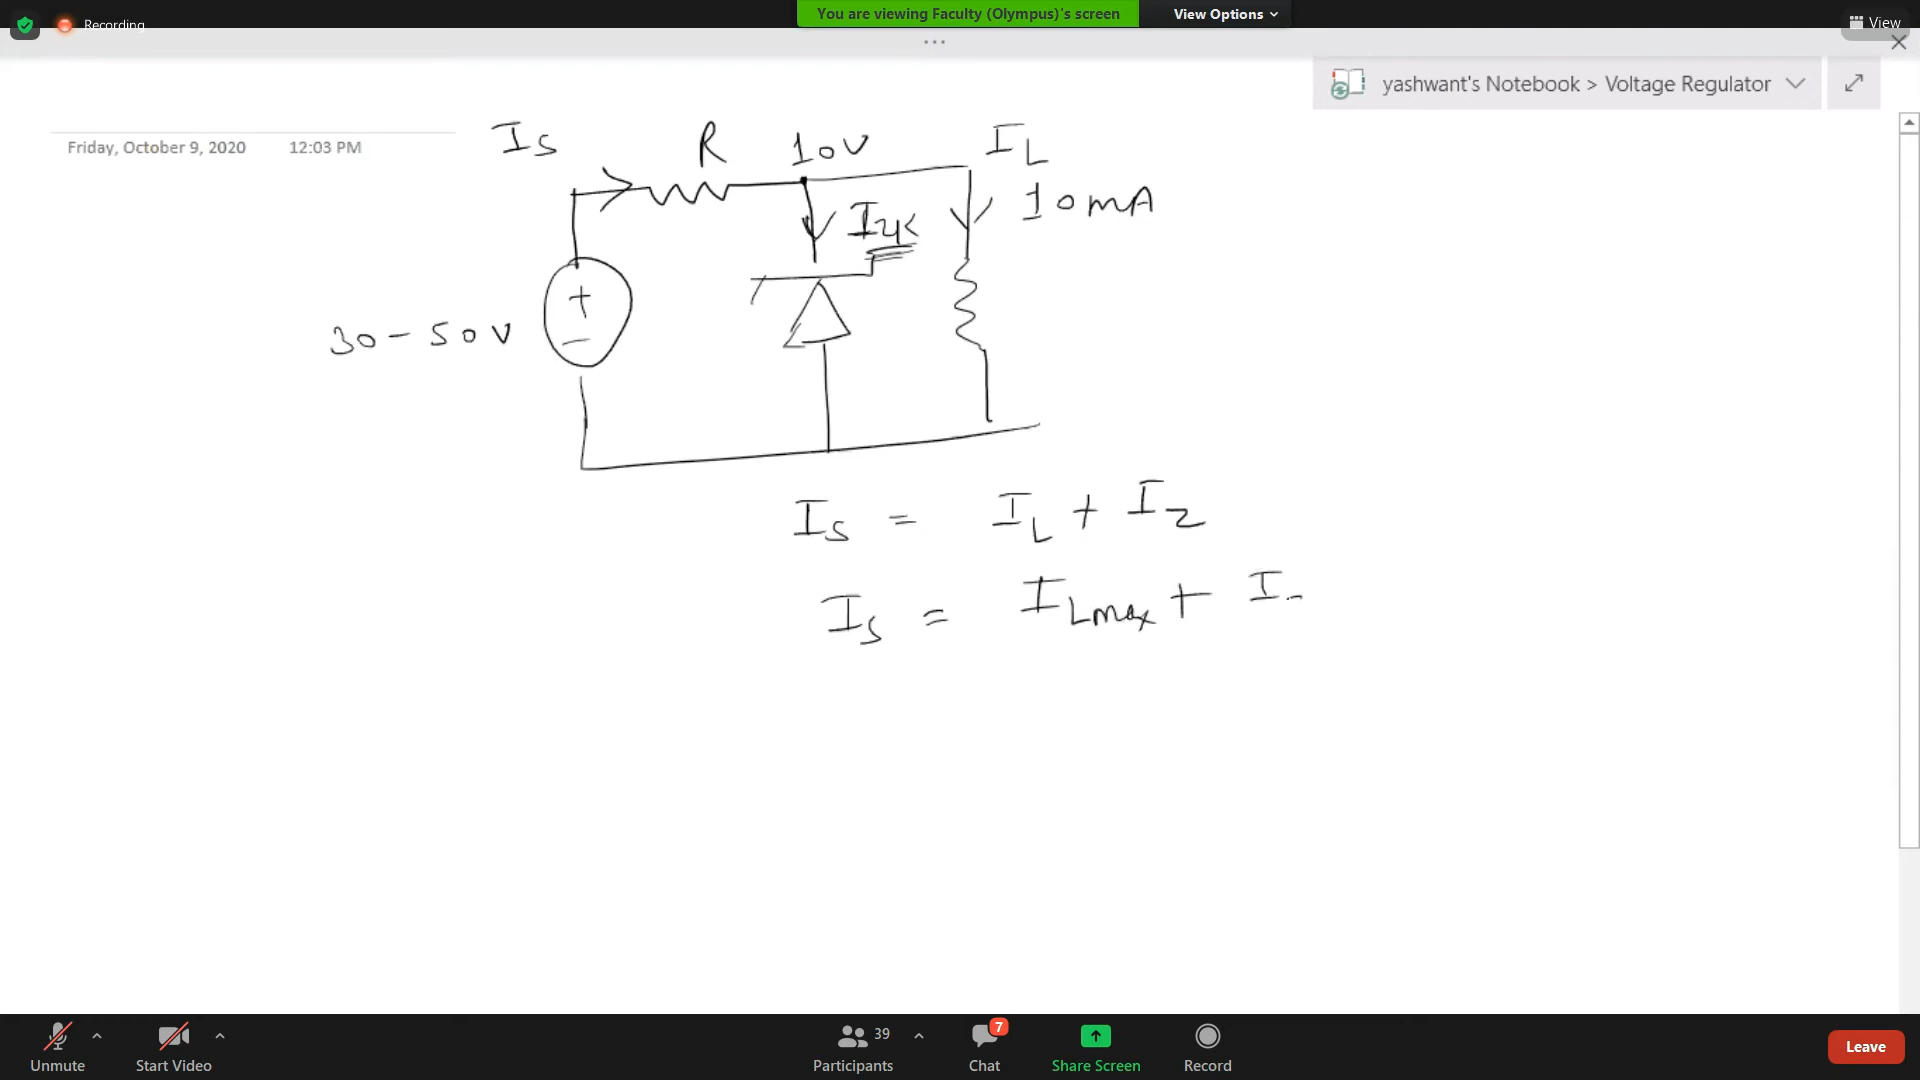 You are viewing Faculty (Olympus)'s screen
View Options
Recording
View
yashwant's Notebook > Voltage Regulator
Friday, October 9, 2020 12:03 PM
Is R 10V IL
10mA
Izk
+
−
30-50V
Is = IL + Iz
Is = ILmax + I
Unmute
Start Video
39
Participants
7
Chat
Share Screen
Record
Leave